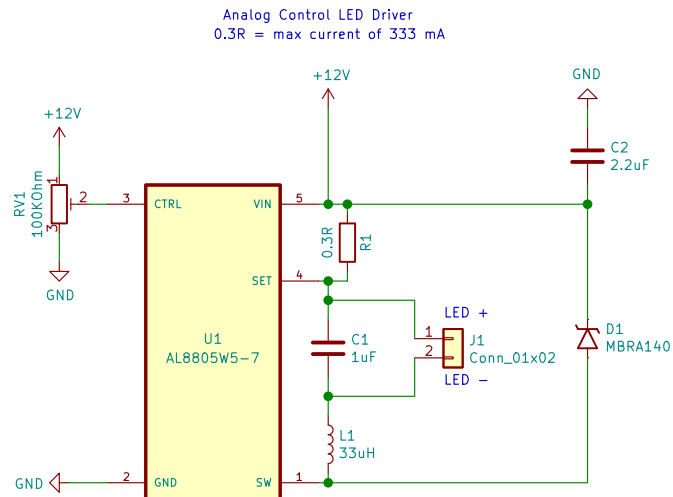 Analog Control LED Driver
0.3R = max current of 333 mA
+12V
GND
+12V
C2
2.2uF
RV1
100KOhm
1
2
3
3
CTRL
VIN
5
0.3R
R1
GND
SET
4
LED +
U1
AL8805W5-7
C1
1uF
1
2
J1
Conn_01x02
LED -
D1
MBRA140
L1
33uH
GND
2
GND
SW
1